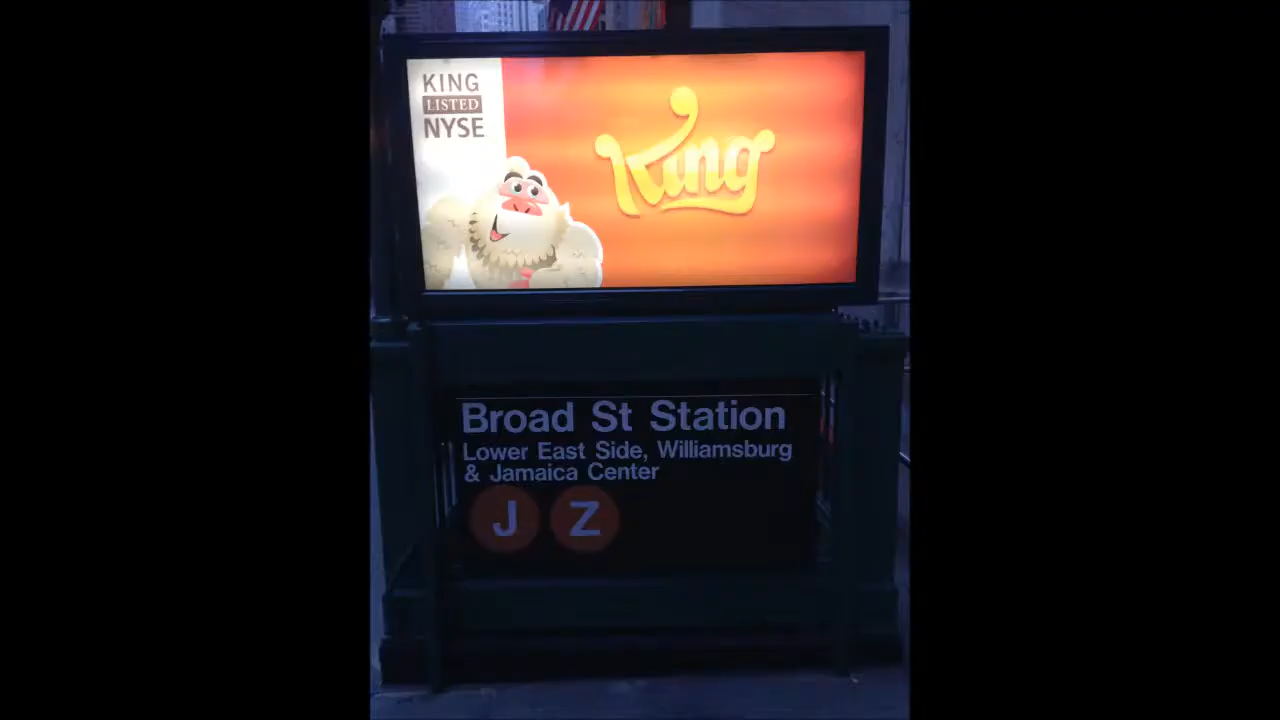 KING
LISTED
NYSE
King
Broad St Station
Lower East Side, Williamsburg
& Jamaica Center
J Z